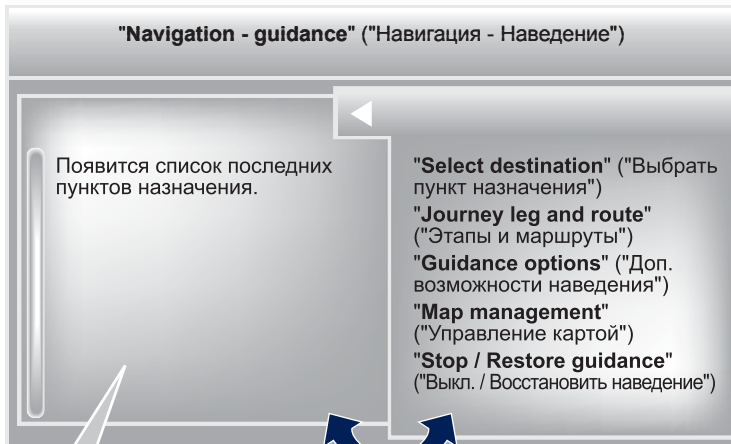 "Navigation - guidance" ("Навигация - Наведение")
Появится список последних
пунктов назначения.
"Select destination" ("Выбрать
пункт назначения")
"Journey leg and route"
("Этапы и маршруты")
"Guidance options" ("Доп.
возможности наведения")
"Map management"
("Управление картой")
"Stop / Restore guidance"
("Выкл. / Восстановить наведение")